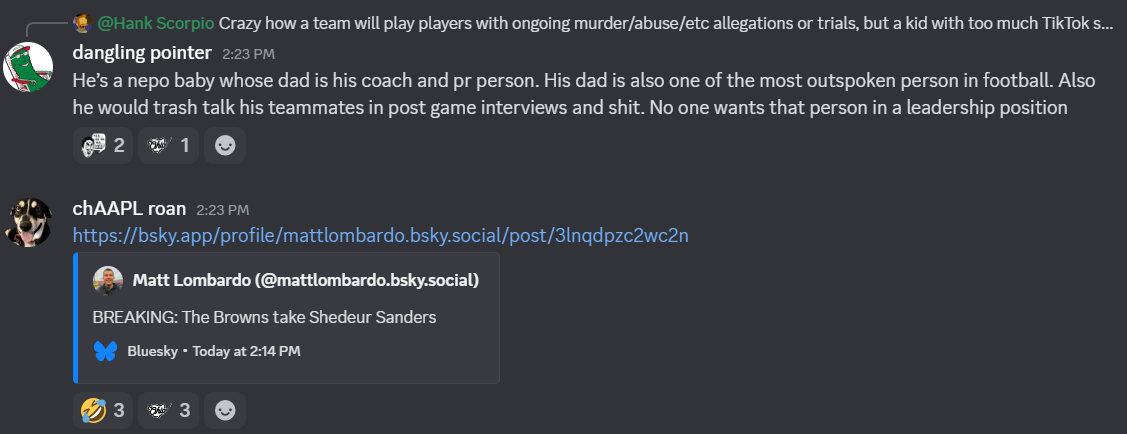 @Hank Scorpio Crazy how a team will play players with ongoing murder/abuse/etc allegations or trials, but a kid with too much TikTok s...
dangling pointer 2:23 PM
He’s a nepo baby whose dad is his coach and pr person. His dad is also one of the most outspoken person in football. Also
he would trash talk his teammates in post game interviews and shit. No one wants that person in a leadership position
2 1
chAAPL roan 2:23 PM
https://bsky.app/profile/mattlombardo.bsky.social/post/3lnqdpzc2wc2n
Matt Lombardo (@mattlombardo.bsky.social)
BREAKING: The Browns take Shedeur Sanders
Bluesky • Today at 2:14 PM
3 3